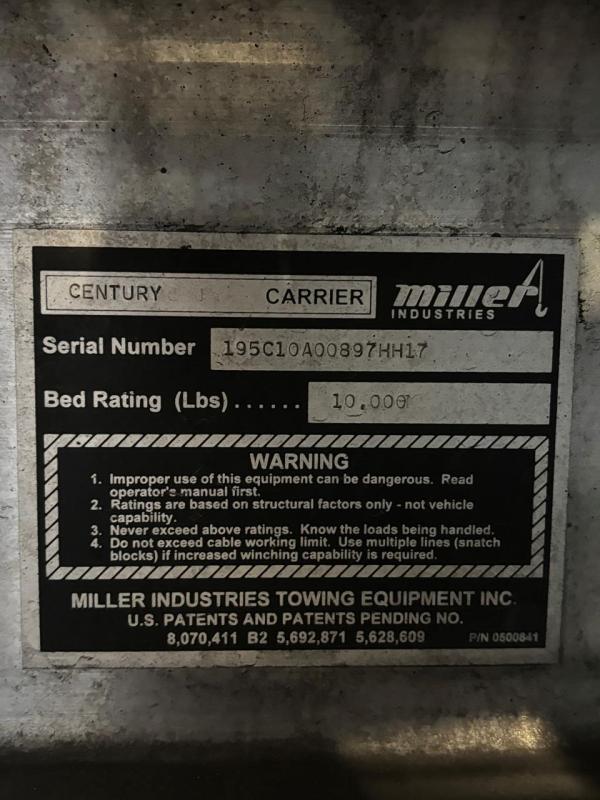 CENTURY CARRIER miller INDUSTRIES
Serial Number 195C10A00897HH17
Bed Rating (Lbs)...... 10,000
WARNING
1. Improper use of this equipment can be dangerous. Read
operator's manual first.
2. Ratings are based on structural factors only - not vehicle
capability.
3. Never exceed above ratings. Know the loads being handled.
4. Do not exceed cable working limit. Use multiple lines (snatch
blocks) if increased winching capability is required.
MILLER INDUSTRIES TOWING EQUIPMENT INC.
U.S. PATENTS AND PATENTS PENDING NO.
8,070,411 B2 5,692,871 5,628,609 P/N 0500841